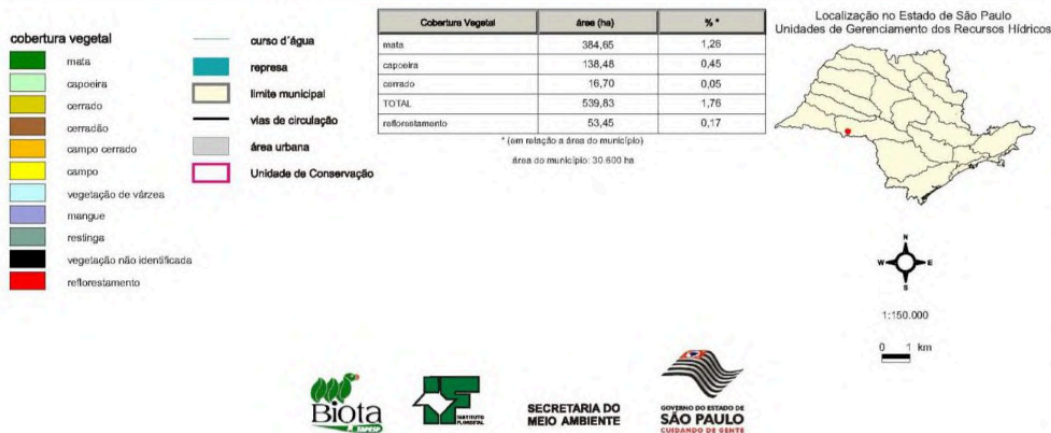 cobertura vegetal
mata
capoeira
cerrado
cerradão
campo cerrado
campo
vegetação de várzea
mangue
restinga
vegetação não identificada
reflorestamento
curso d´água
represa
limite municipal
vias de circulação
área urbana
Unidade de Conservação
Cobertura Vegetal área (ha) % *
mata 384,65 1,26
capoeira 138,48 0,45
cerrado 16,70 0,05
TOTAL 539,83 1,76
reflorestamento 53,45 0,17
* (em relação a área do município)
área do município: 30.600 ha
Localização no Estado de São Paulo
Unidades de Gerenciamento dos Recursos Hídricos
N
W E
S
1:150.000
0 1 km
Biota
FAPESP
IF
INSTITUTO
FLORESTAL
SECRETARIA DO
MEIO AMBIENTE
GOVERNO DO ESTADO DE
SÃO PAULO
CUIDANDO DE GENTE